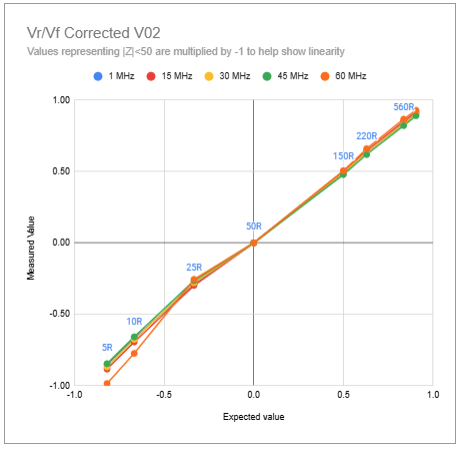 Vr/Vf Corrected V02
Values representing |Z|<50 are multiplied by -1 to help show linearity
1 MHz 15 MHz 30 MHz 45 MHz 60 MHz
1.00
560R
220R
150R
0.50
50R
0.00
25R
-0.50
10R
5R
-1.00
-1.0 -0.5 0.0 0.5 1.0
Measured Value
Expected value